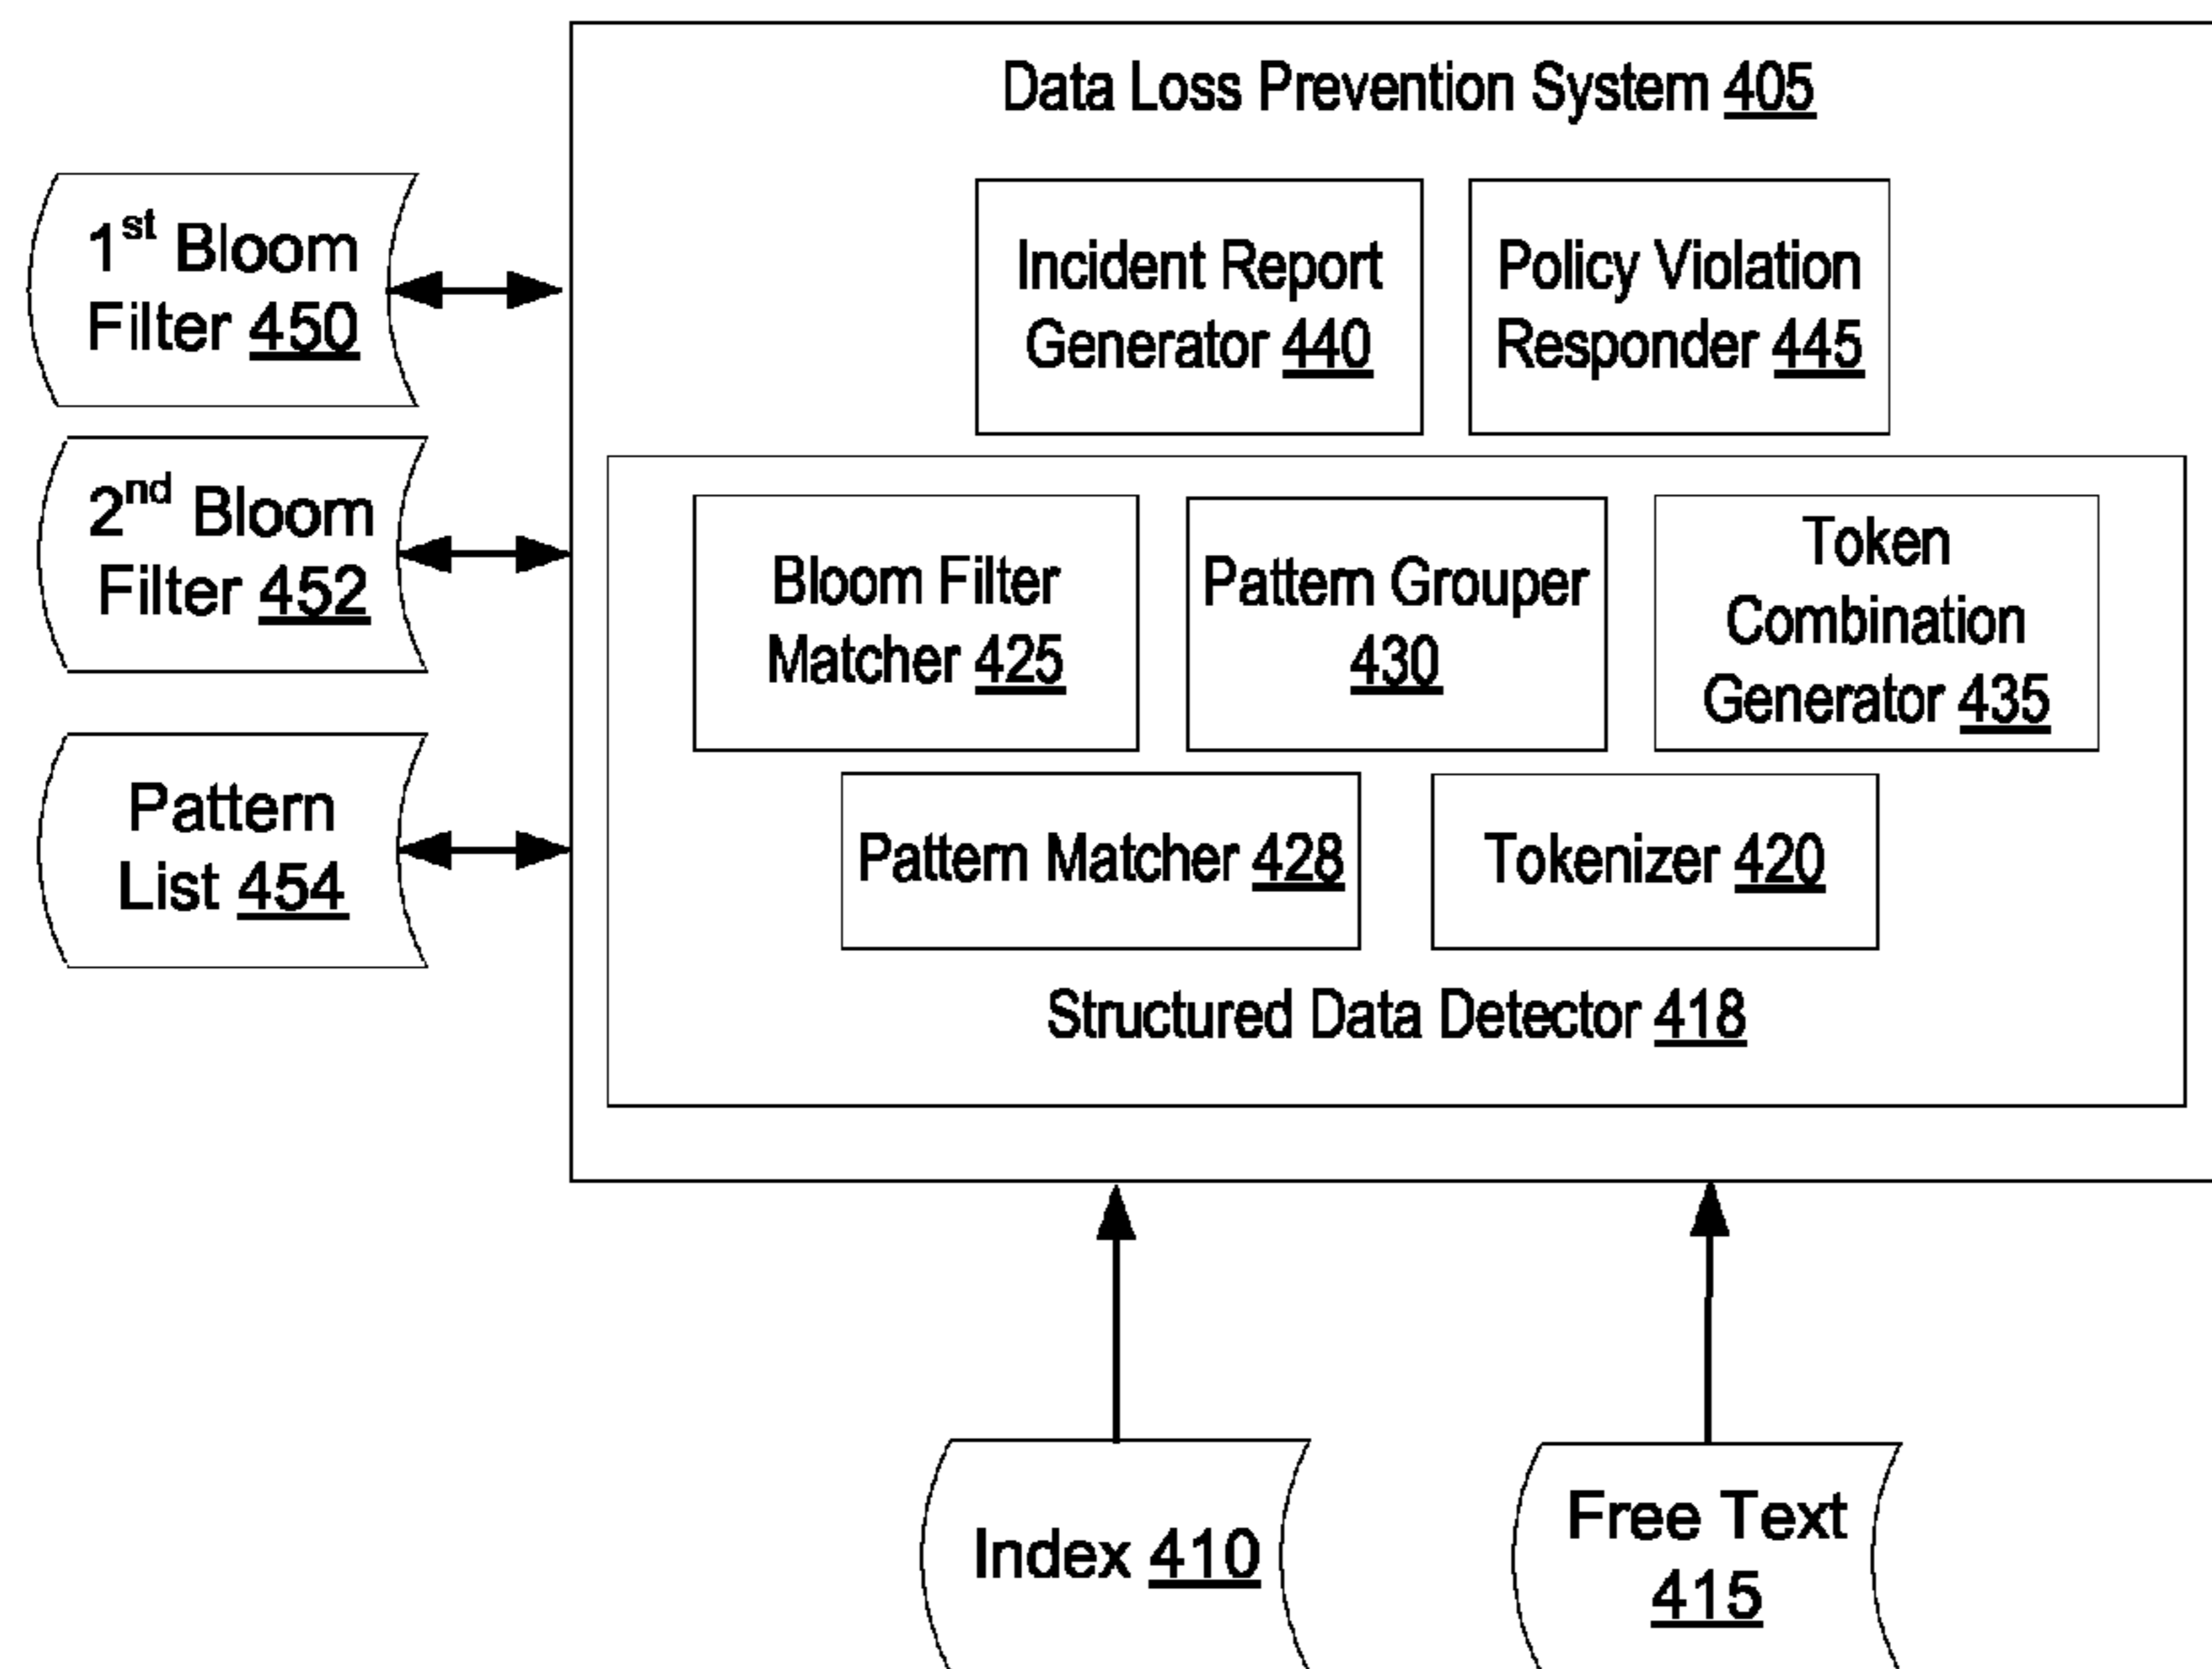 Data Loss Prevention System 405
1st Bloom
Filter 450
Incident Report
Generator 440
Policy Violation
Responder 445
2nd Bloom
Filter 452
Bloom Filter
Matcher 425
Pattern Grouper
430
Token
Combination
Generator 435
Pattern
List 454
Pattern Matcher 428
Tokenizer 420
Structured Data Detector 418
Index 410
Free Text
415